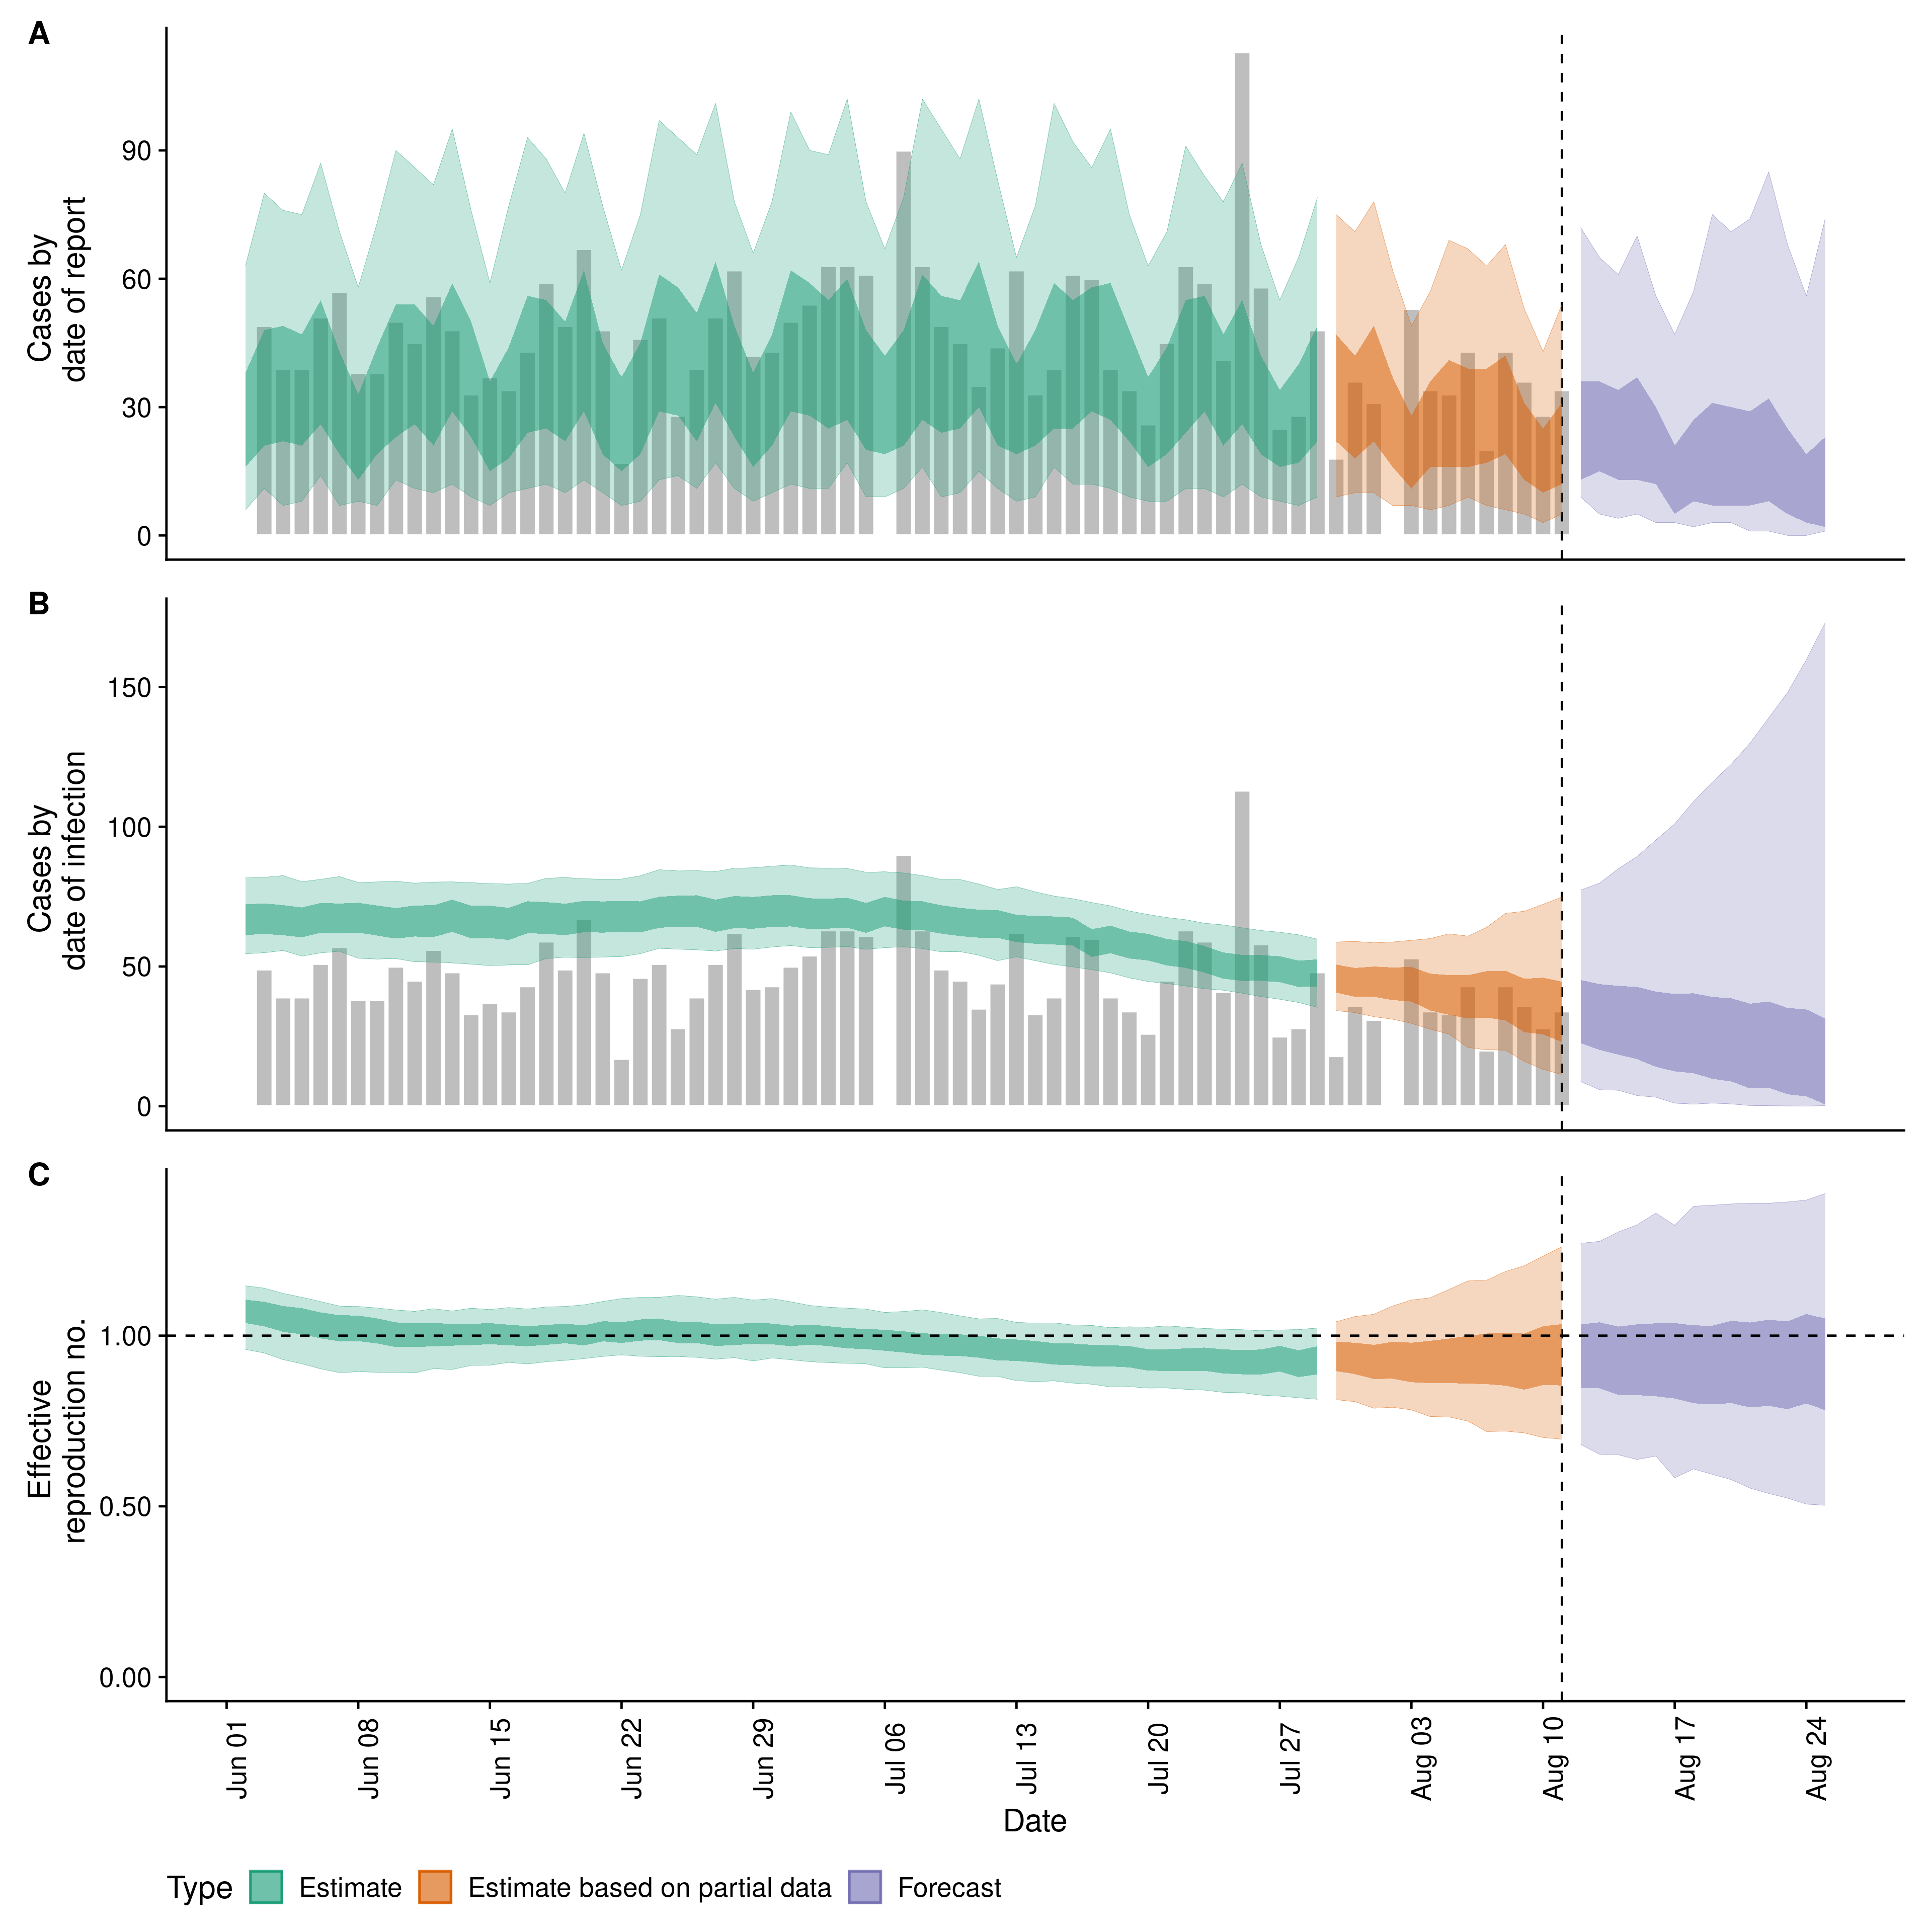 A
Cases by
date of report
90
60
30
0
B
Cases by
date of infection
150
100
50
0
C
Effective
reproduction no.
1.00
0.50
0.00
Jun 01
Jun 08
Jun 15
Jun 22
Jun 29
Jul 06
Jul 13
Jul 20
Jul 27
Aug 03
Aug 10
Aug 17
Aug 24
Date
Type Estimate Estimate based on partial data Forecast